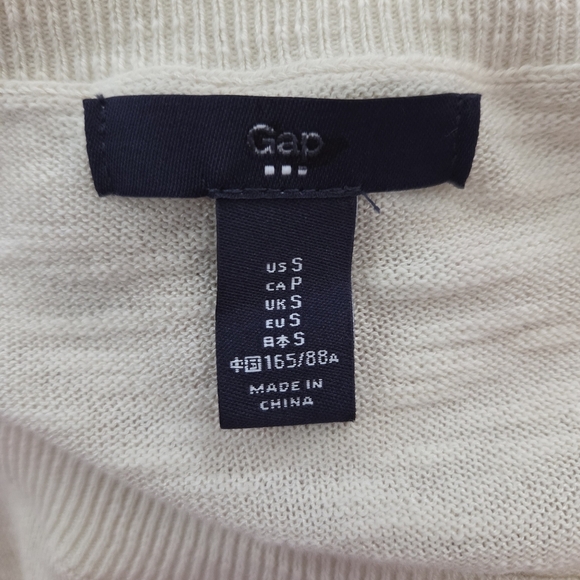 Gap
US S
CA P
UK S
EU S
日本 S
中国 165/88A
MADE IN
CHINA